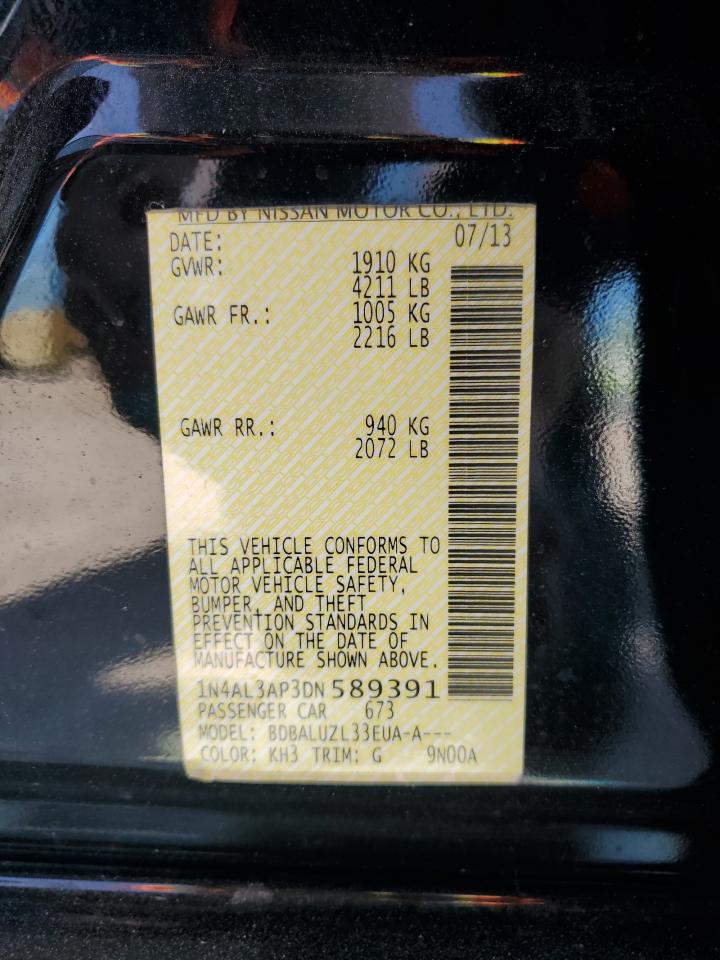 MFD BY NISSAN MOTOR CO., LTD.
DATE: 07/13
GVWR: 1910 KG
4211 LB
GAWR FR.: 1005 KG
2216 LB
GAWR RR.: 940 KG
2072 LB
THIS VEHICLE CONFORMS TO
ALL APPLICABLE FEDERAL
MOTOR VEHICLE SAFETY,
BUMPER, AND THEFT
PREVENTION STANDARDS IN
EFFECT ON THE DATE OF
MANUFACTURE SHOWN ABOVE.
1N4AL3AP3DN 589391
PASSENGER CAR 673
MODEL: BDBALUZL33EUA-A---
COLOR: KH3 TRIM: G 9N00A